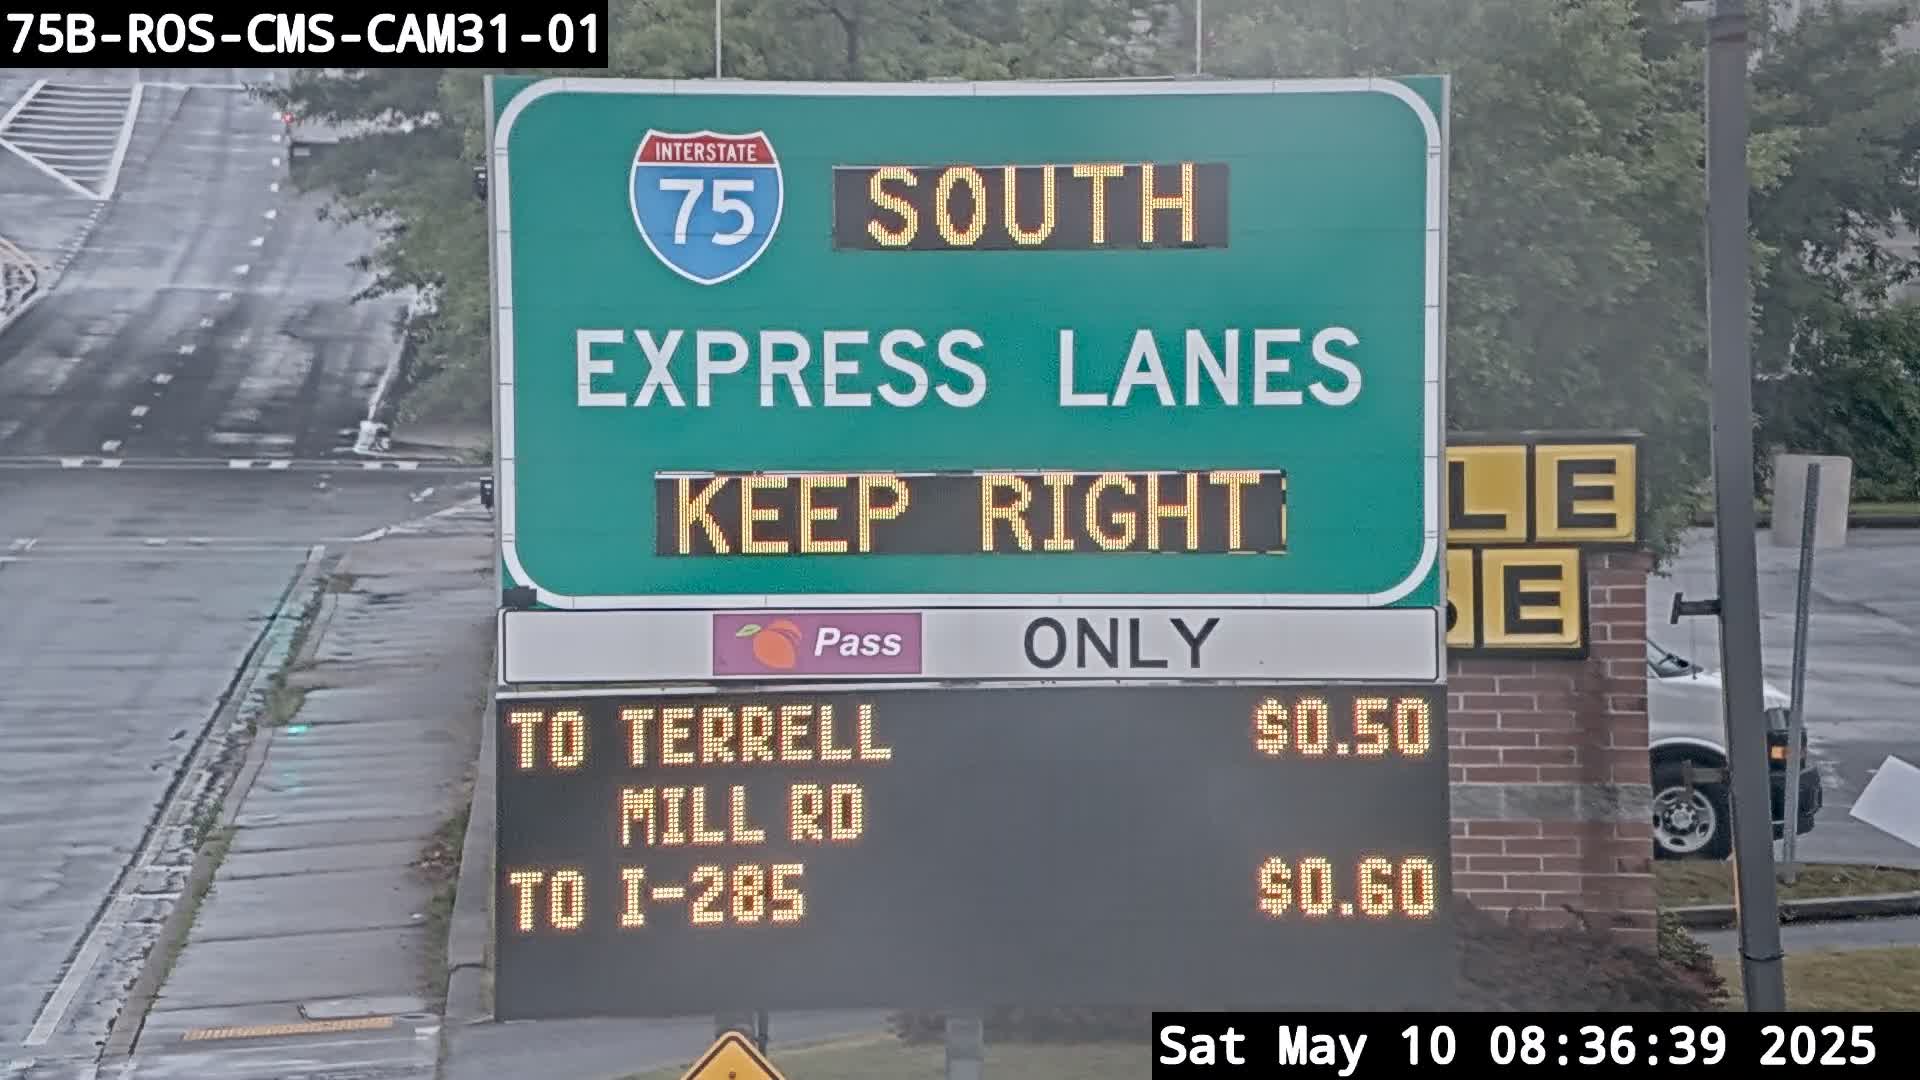 75B-ROS-CMS-CAM31-01
INTERSTATE
75
SOUTH
EXPRESS LANES
KEEP RIGHT
Pass ONLY
TO TERRELL $0.50
MILL RD
TO I-285 $0.60
LE
E
Sat May 10 08:36:39 2025